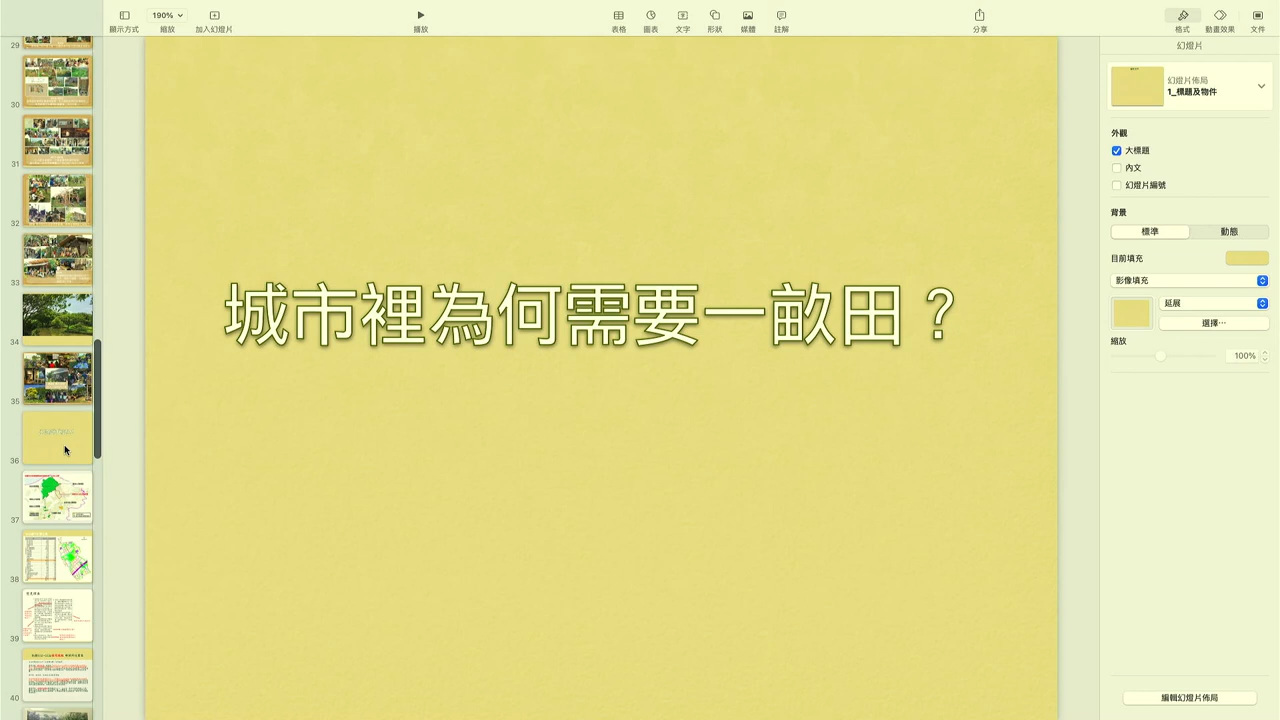 190%
顯示方式
縮放
加入幻燈片
播放
表格
圖表
文字
形狀
媒體
註解
分享
格式
動畫效果
文件
29
30
31
32
33
34
35
36
37
38
39
40
城市裡為何需要一畝田？
幻燈片
幻燈片佈局
1_標題及物件
外觀
大標題
內文
幻燈片編號
背景
標準
動態
目前填充
影像填充
延展
選擇⋯
縮放
100%
編輯幻燈片佈局